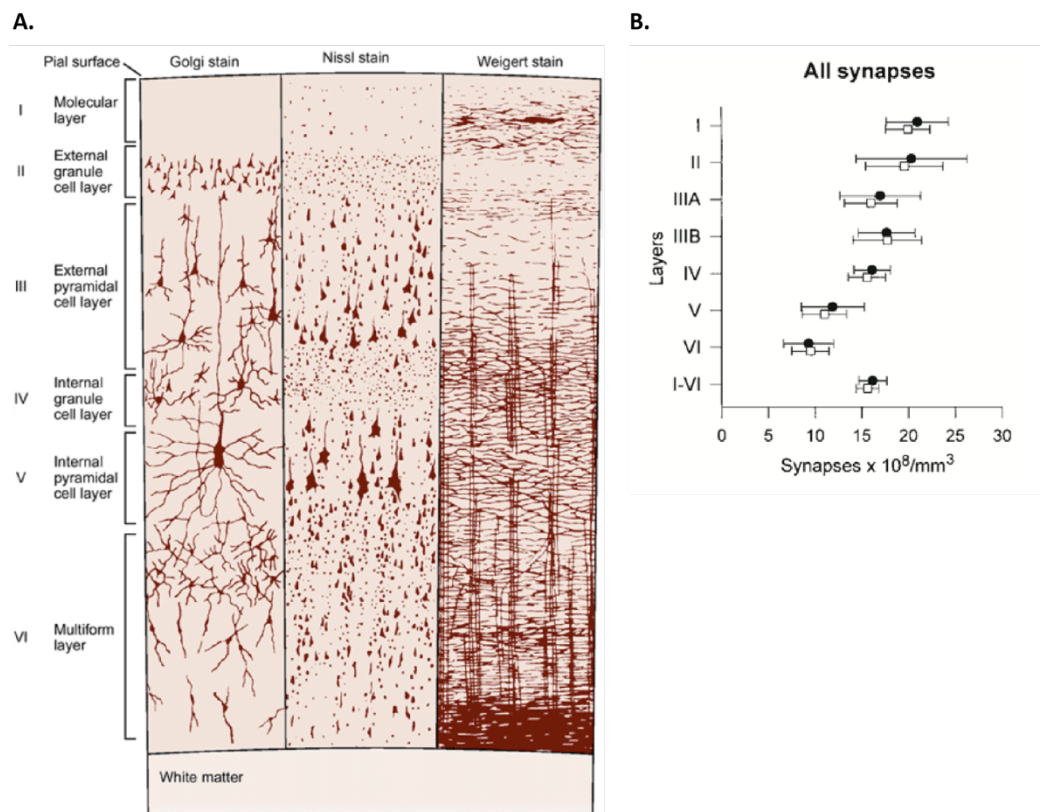 A.
B.
Pial surface
Golgi stain
Nissl stain
Weigert stain
I
Molecular
layer
II
External
granule
cell layer
III
External
pyramidal
cell layer
IV
Internal
granule
cell layer
V
Internal
pyramidal
cell layer
VI
Multiform
layer
White matter
All synapses
Layers
I
II
IIIA
IIIB
IV
V
VI
I-VI
0 5 10 15 20 25 30
Synapses x 10⁸/mm³